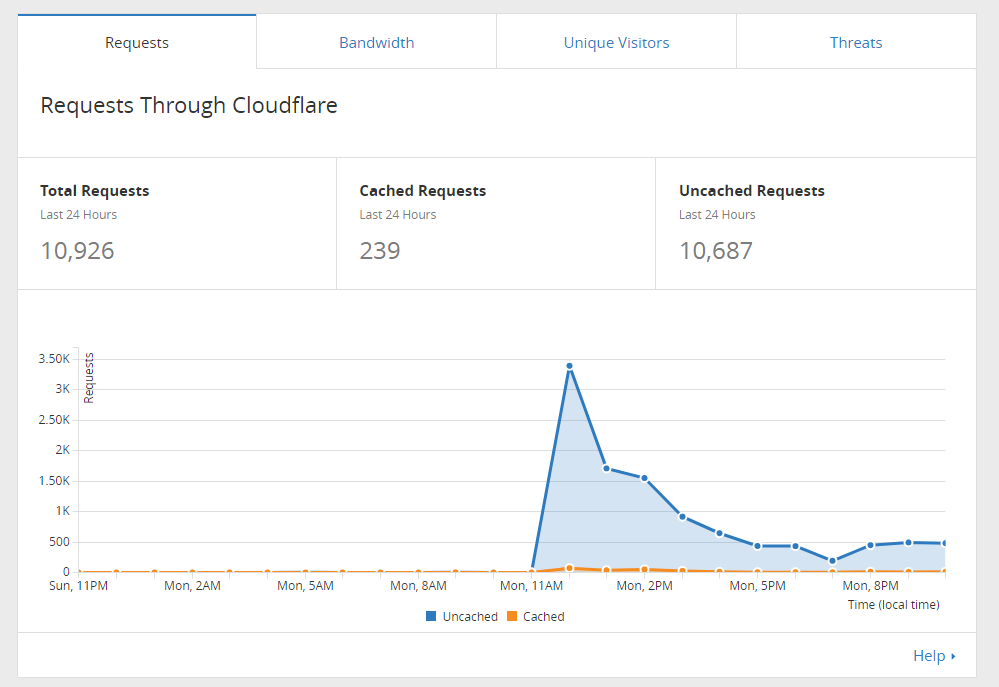 Requests Bandwidth Unique Visitors Threats
Requests Through Cloudflare
Total Requests Cached Requests Uncached Requests
Last 24 Hours Last 24 Hours Last 24 Hours
10,926 239 10,687
Requests
3.50K
3K
2.50K
2K
1.50K
1K
500
0
Sun, 11PM Mon, 2AM Mon, 5AM Mon, 8AM Mon, 11AM Mon, 2PM Mon, 5PM Mon, 8PM
Time (local time)
Uncached Cached
Help